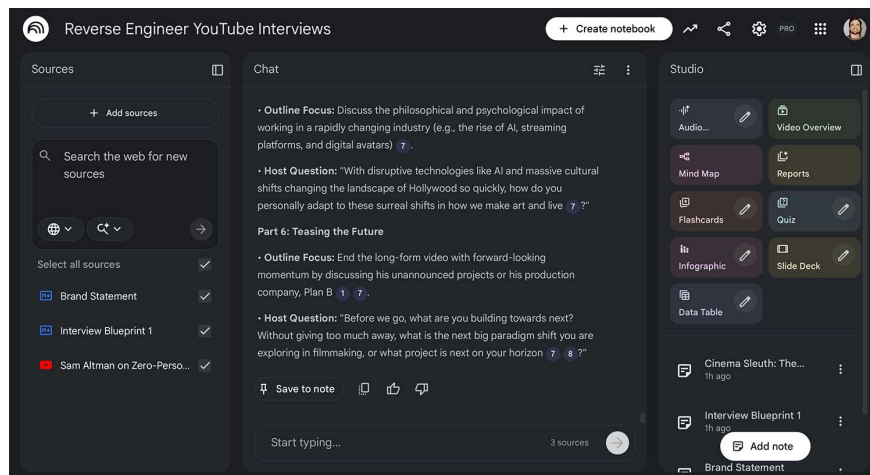 Reverse Engineer YouTube Interviews
+ Create notebook
PRO
Sources
+ Add sources
Search the web for new
sources
Select all sources
Brand Statement
Interview Blueprint 1
Sam Altman on Zero-Perso...
Chat
• Outline Focus: Discuss the philosophical and psychological impact of
working in a rapidly changing industry (e.g., the rise of AI, streaming
platforms, and digital avatars) 7 .
• Host Question: "With disruptive technologies like AI and massive cultural
shifts changing the landscape of Hollywood so quickly, how do you
personally adapt to these surreal shifts in how we make art and live 7 ?"
Part 6: Teasing the Future
• Outline Focus: End the long-form video with forward-looking
momentum by discussing his unannounced projects or his production
company, Plan B 1 7 .
• Host Question: "Before we go, what are you building towards next?
Without giving too much away, what is the next big paradigm shift you are
exploring in filmmaking, or what project is next on your horizon 7 8 ?"
Save to note
Start typing...
3 sources
Studio
Audio...
Video Overview
Mind Map
Reports
Flashcards
Quiz
Infographic
Slide Deck
Data Table
Cinema Sleuth: The...
1h ago
Interview Blueprint 1
1h ago
Add note
Brand Statement